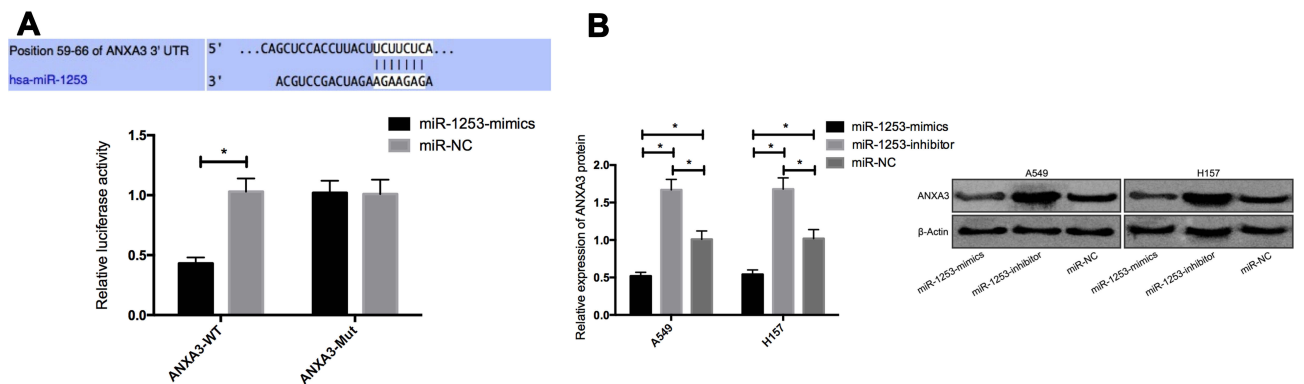 A
Position 59-66 of ANXA3 3' UTR 5' ...CAGCUCCACCUUACUUCUUCUCA...
hsa-miR-1253 3' ACGUCCGACUAGAAGAAGAGA
miR-1253-mimics
miR-NC
Relative luciferase activity
1.5
1.0
0.5
0.0
*
ANXA3-WT
ANXA3-Mut
B
miR-1253-mimics
miR-1253-inhibitor
miR-NC
Relative expression of ANXA3 protein
2.0
1.5
1.0
0.5
0.0
* * *
* * *
A549
H157
A549 H157
ANXA3
β-Actin
miR-1253-mimics miR-1253-inhibitor miR-NC miR-1253-mimics miR-1253-inhibitor miR-NC